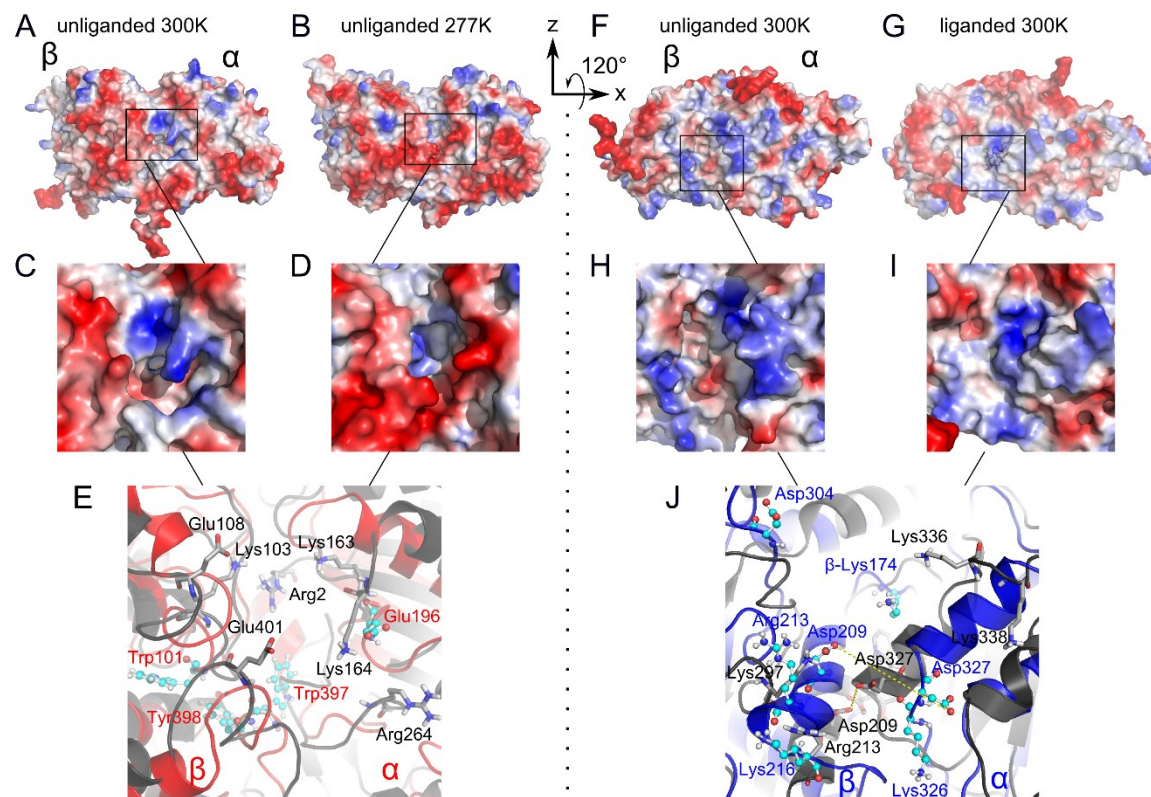 A unliganded 300K
B unliganded 277K
F unliganded 300K
G liganded 300K
β α
z
120°
x
β α
C
D
H
I
E
Glu108
Lys103
Lys163
Arg2
Glu401
Glu196
Trp101
Lys164
Trp397
Tyr398
Arg264
β α
J
Asp304
Lys336
β-Lys174
Arg213
Asp209
Lys338
Lys297
Asp327
Asp327
Asp209
Arg213
Lys216
Lys326
β α